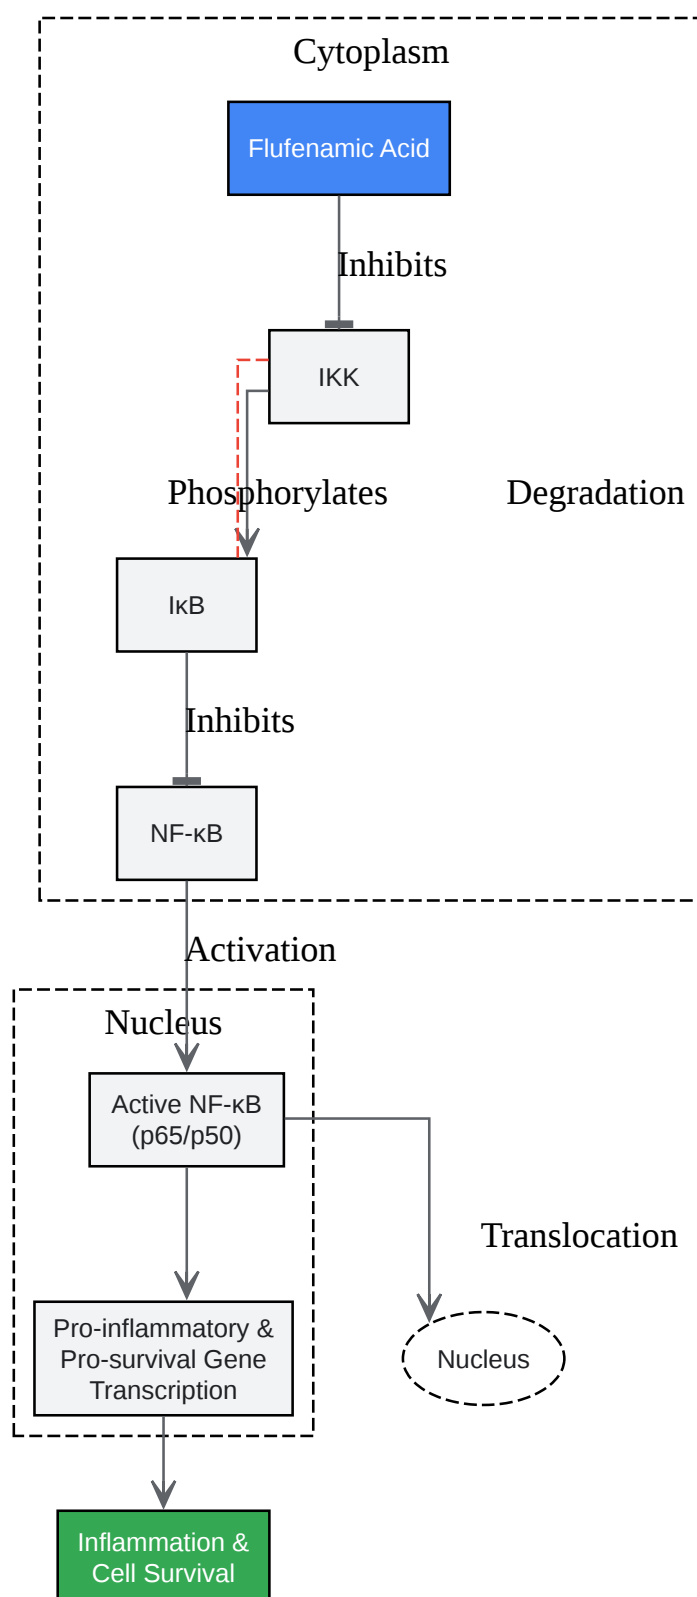 Cytoplasm
Flufenamic Acid
Inhibits
IKK
Phosphorylates
Degradation
IκB
Inhibits
NF-κB
Activation
Nucleus
Active NF-κB
(p65/p50)
Translocation
Pro-inflammatory &
Pro-survival Gene
Transcription
Nucleus
Inflammation &
Cell Survival